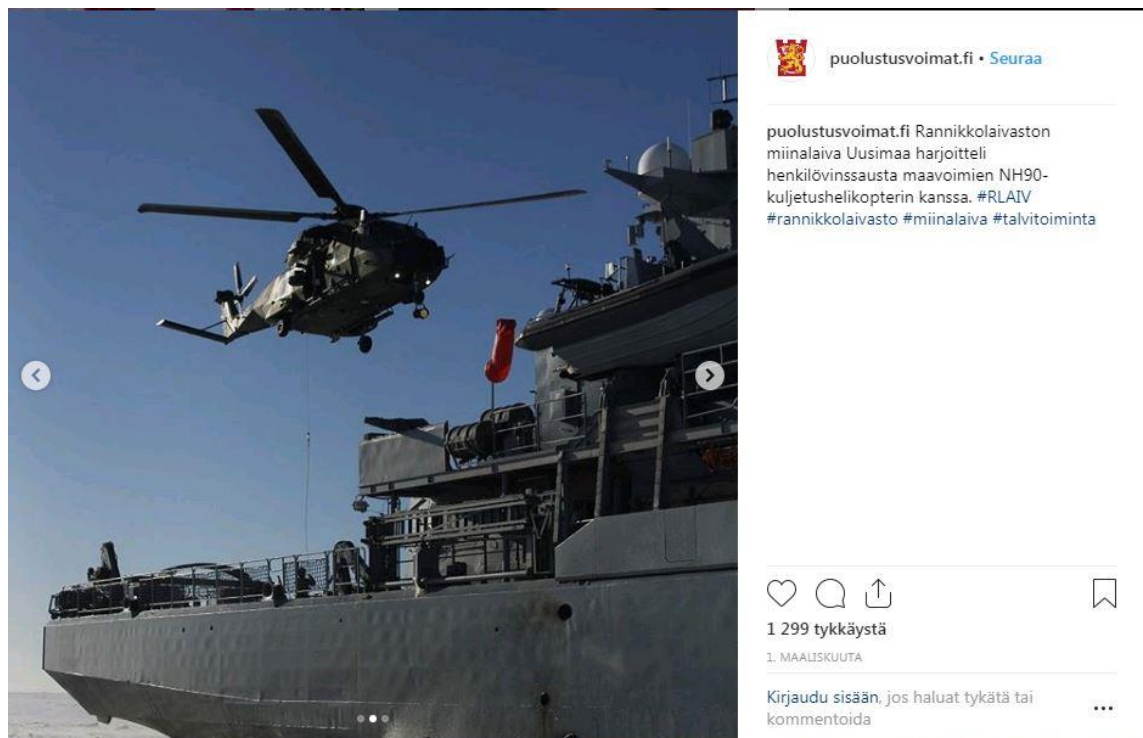 puolustusvoimat.fi • Seuraa
puolustusvoimat.fi Rannikkolaivaston
miinalaiva Uusimaa harjoitteli
henkilövinssausta maavoimien NH90-
kuljetushelikopterin kanssa. #RLAIV
#rannikkolaivasto #miinalaiva #talvitoiminta
1 299 tykkäystä
1. MAALISKUUTA
Kirjaudu sisään, jos haluat tykätä tai
kommentoida